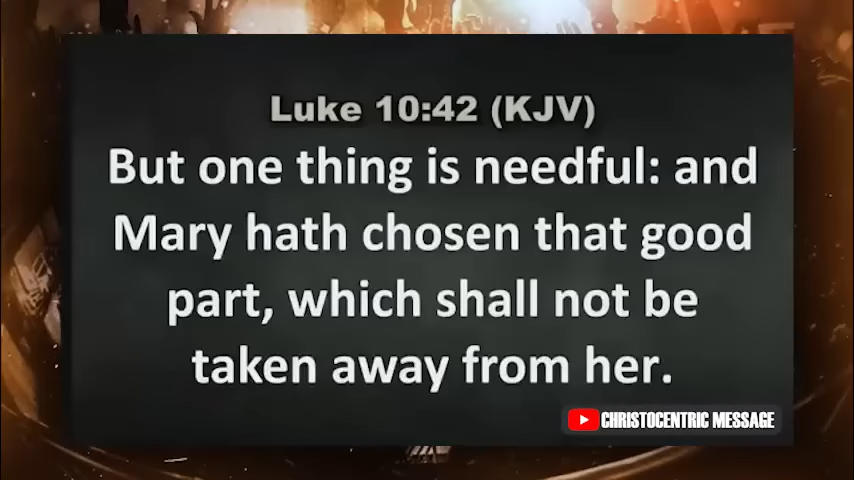 Luke 10:42 (KJV)
But one thing is needful: and
Mary hath chosen that good
part, which shall not be
taken away from her.
CHRISTOCENTRIC MESSAGE